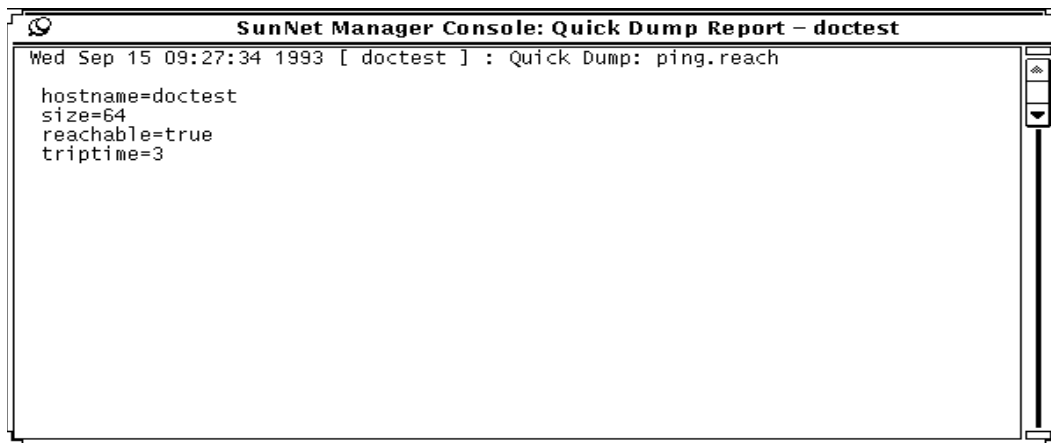 SunNet Manager Console: Quick Dump Report – doctest
Wed Sep 15 09:27:34 1993 [ doctest ] : Quick Dump: ping.reach
hostname=doctest
size=64
reachable=true
triptime=3